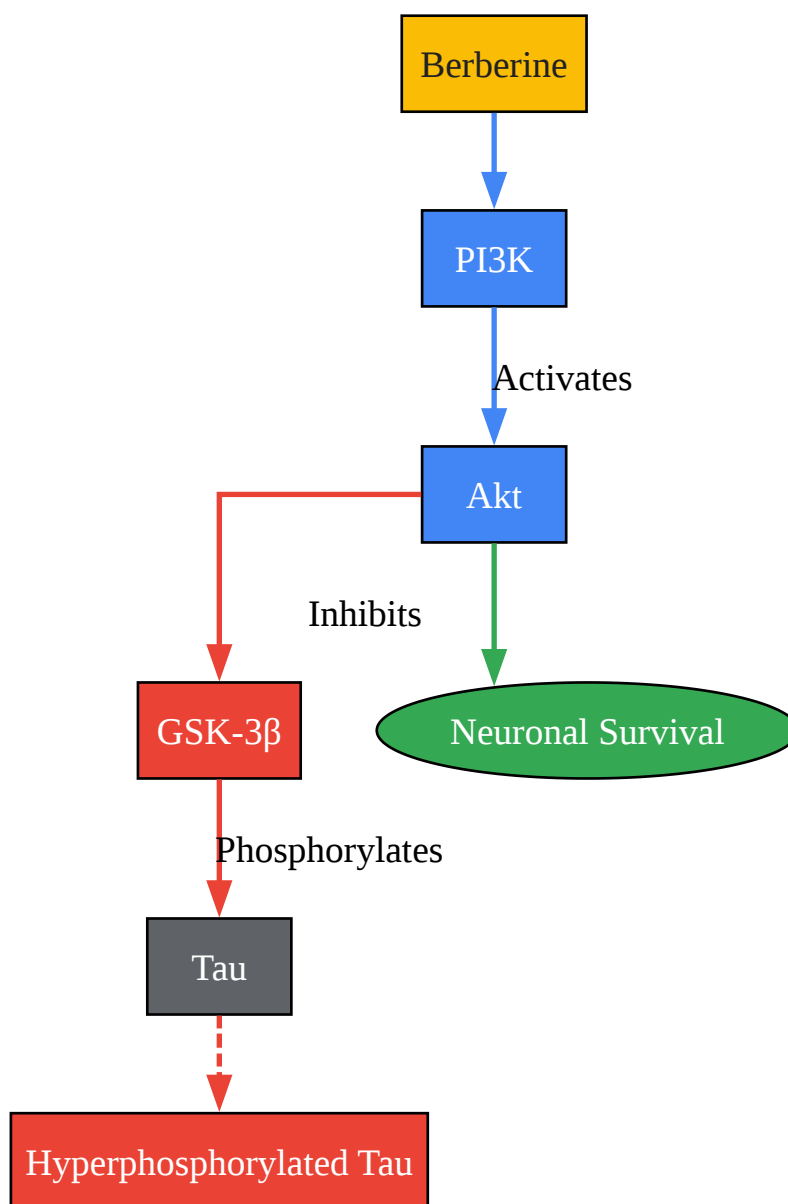 Berberine
PI3K
Activates
Akt
Inhibits
GSK-3β
Neuronal Survival
Phosphorylates
Tau
Hyperphosphorylated Tau